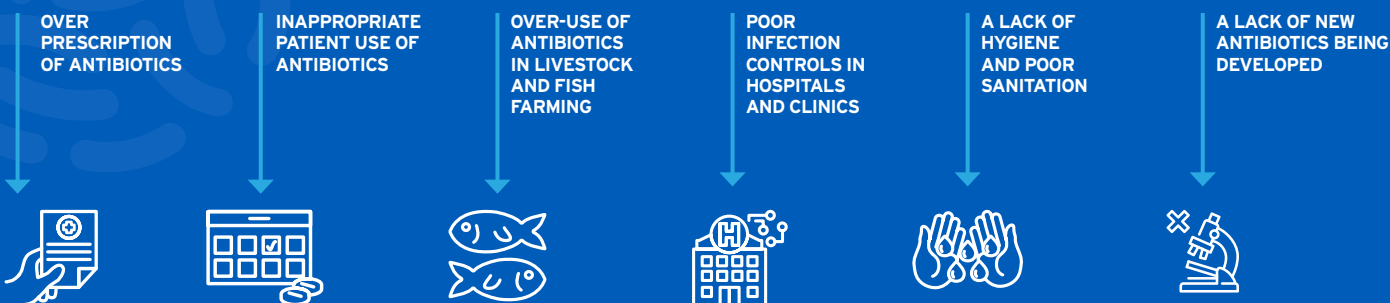 OVER
PRESCRIPTION
OF ANTIBIOTICS
INAPPROPRIATE
PATIENT USE OF
ANTIBIOTICS
OVER-USE OF
ANTIBIOTICS
IN LIVESTOCK
AND FISH
FARMING
POOR
INFECTION
CONTROLS IN
HOSPITALS
AND CLINICS
A LACK OF
HYGIENE
AND POOR
SANITATION
A LACK OF NEW
ANTIBIOTICS BEING
DEVELOPED
H